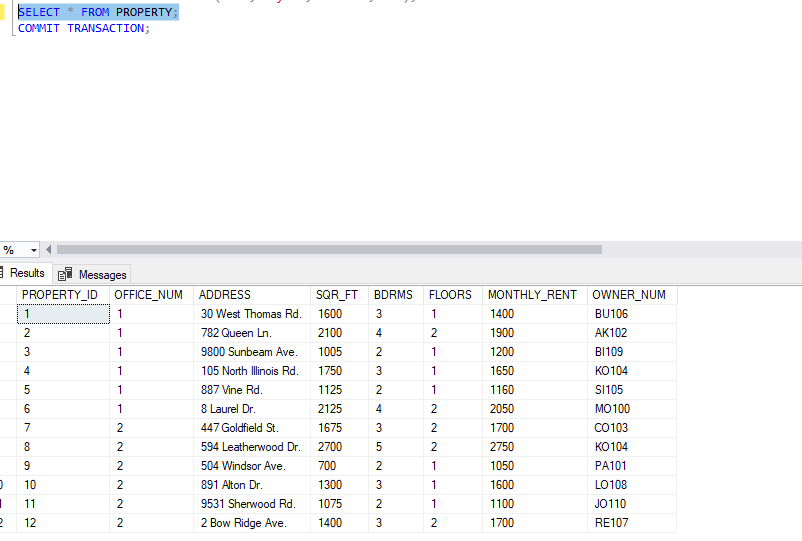 SELECT * FROM PROPERTY;
COMMIT TRANSACTION;
%
Results Messages
PROPERTY_ID OFFICE_NUM ADDRESS SQR_FT BDRMS FLOORS MONTHLY_RENT OWNER_NUM
1 1 30 West Thomas Rd. 1600 3 1 1400 BU106
2 1 782 Queen Ln. 2100 4 2 1900 AK102
3 1 9800 Sunbeam Ave. 1005 2 1 1200 BI109
4 1 105 North Illinois Rd. 1750 3 1 1650 KO104
5 1 887 Vine Rd. 1125 2 1 1160 SI105
6 1 8 Laurel Dr. 2125 4 2 2050 MO100
7 2 447 Goldfield St. 1675 3 2 1700 CO103
8 2 594 Leatherwood Dr. 2700 5 2 2750 KO104
9 2 504 Windsor Ave. 700 2 1 1050 PA101
0 10 2 891 Alton Dr. 1300 3 1 1600 LO108
1 11 2 9531 Sherwood Rd. 1075 2 1 1100 JO110
2 12 2 2 Bow Ridge Ave. 1400 3 2 1700 RE107